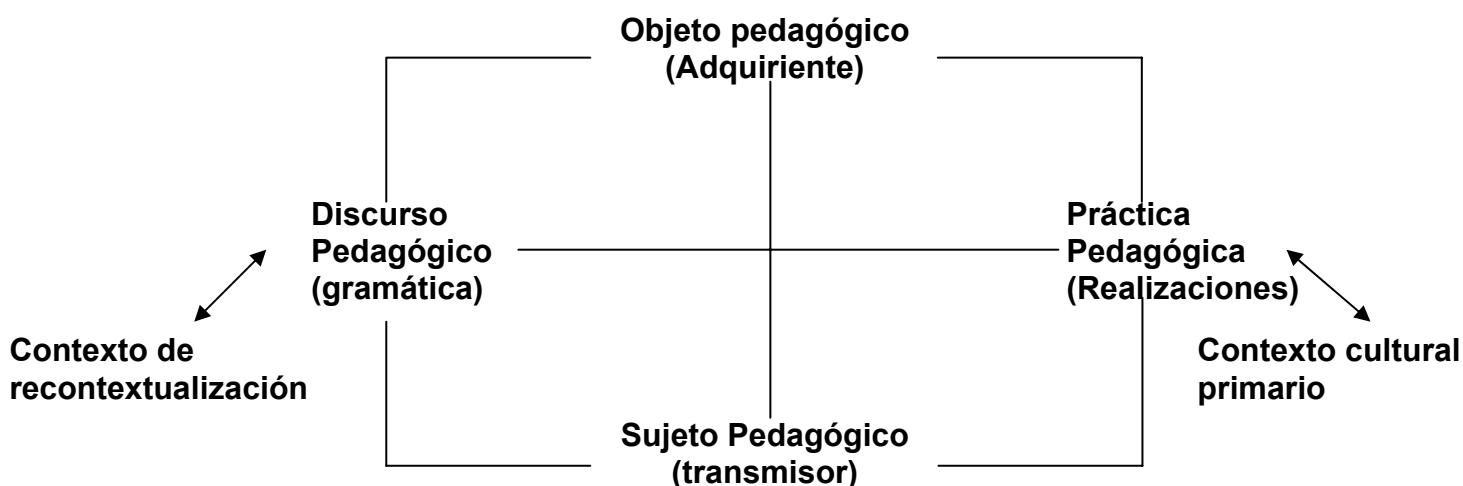 Objeto pedagógico
(Adquiriente)
Discurso
Pedagógico
(gramática)
Práctica
Pedagógica
(Realizaciones)
Contexto de
recontextualización
Contexto cultural
primario
Sujeto Pedagógico
(transmisor)